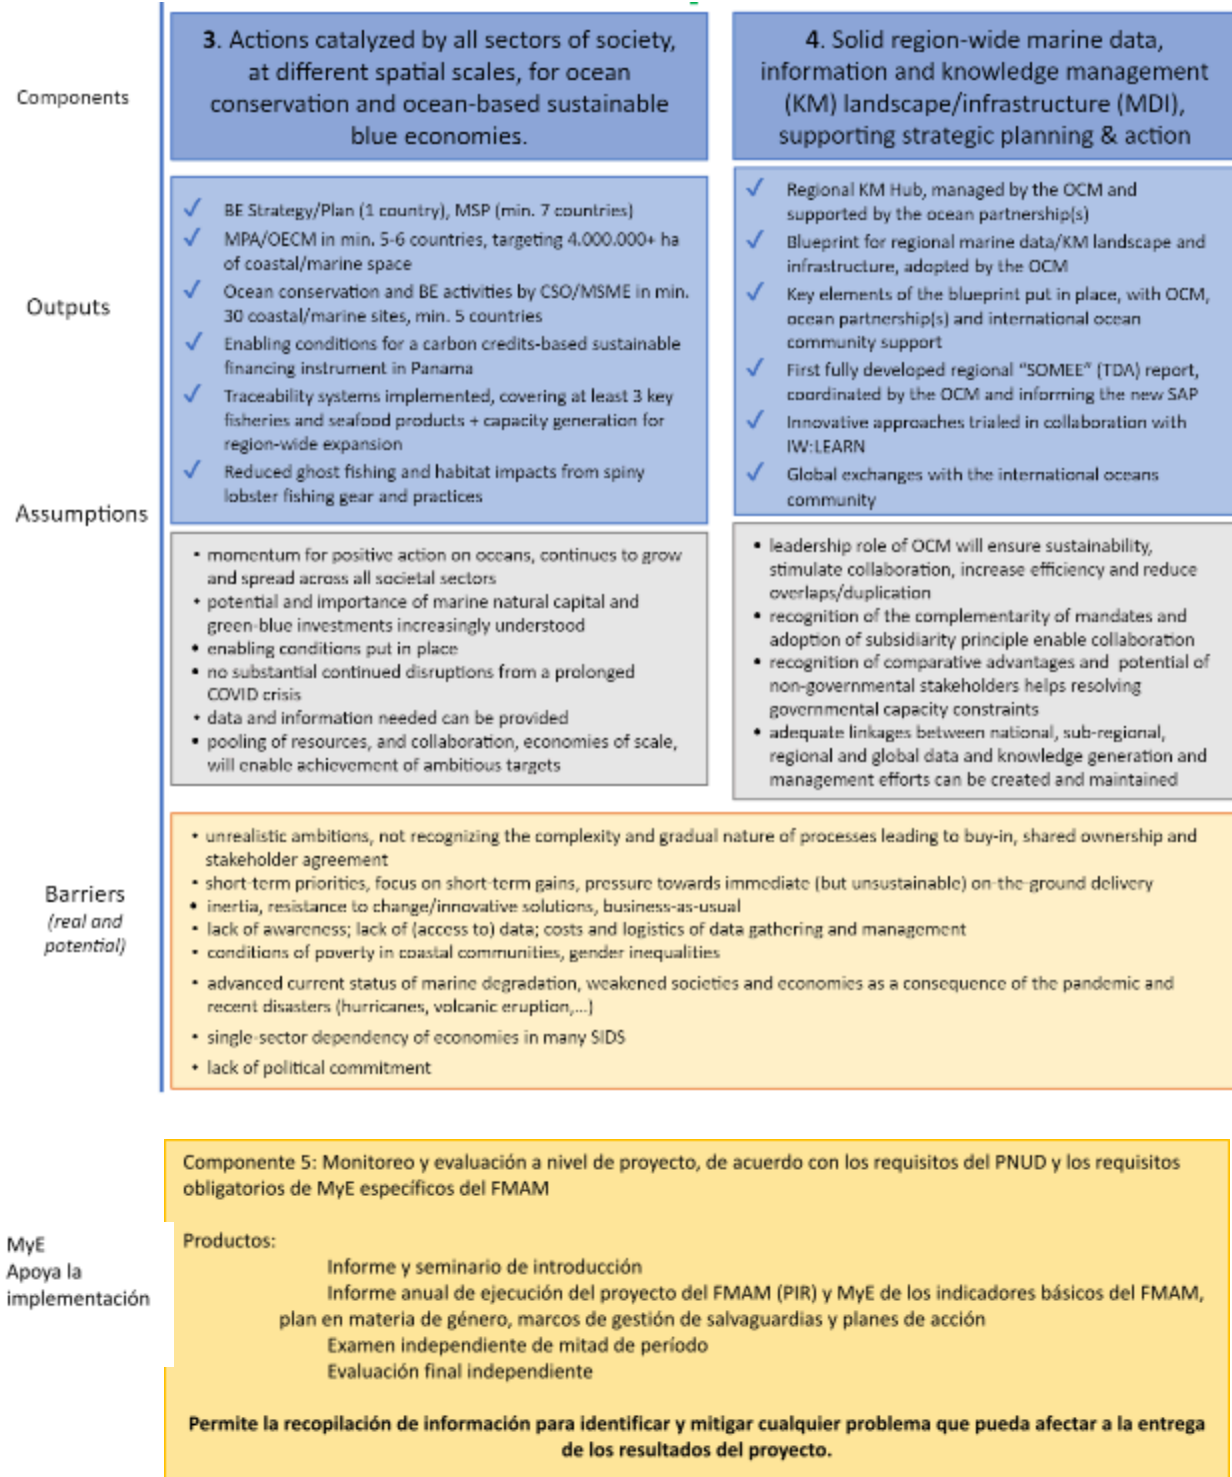 Components
3. Actions catalyzed by all sectors of society,
at different spatial scales, for ocean
conservation and ocean-based sustainable
blue economies.
4. Solid region-wide marine data,
information and knowledge management
(KM) landscape/infrastructure (MDI),
supporting strategic planning & action
Outputs
✓ BE Strategy/Plan (1 country), MSP (min. 7 countries)
✓ MPA/OECM in min. 5-6 countries, targeting 4.000.000+ ha
of coastal/marine space
✓ Ocean conservation and BE activities by CSO/MSME in min.
30 coastal/marine sites, min. 5 countries
✓ Enabling conditions for a carbon credits-based sustainable
financing instrument in Panama
✓ Traceability systems implemented, covering at least 3 key
fisheries and seafood products + capacity generation for
region-wide expansion
✓ Reduced ghost fishing and habitat impacts from spiny
lobster fishing gear and practices
✓ Regional KM Hub, managed by the OCM and
supported by the ocean partnership(s)
✓ Blueprint for regional marine data/KM landscape and
infrastructure, adopted by the OCM
✓ Key elements of the blueprint put in place, with OCM,
ocean partnership(s) and international ocean
community support
✓ First fully developed regional “SOMEE” (TDA) report,
coordinated by the OCM and informing the new SAP
✓ Innovative approaches trialed in collaboration with
IW:LEARN
✓ Global exchanges with the international oceans
community
Assumptions
• momentum for positive action on oceans, continues to grow
and spread across all societal sectors
• potential and importance of marine natural capital and
green-blue investments increasingly understood
• enabling conditions put in place
• no substantial continued disruptions from a prolonged
COVID crisis
• data and information needed can be provided
• pooling of resources, and collaboration, economies of scale,
will enable achievement of ambitious targets
• leadership role of OCM will ensure sustainability,
stimulate collaboration, increase efficiency and reduce
overlaps/duplication
• recognition of the complementarity of mandates and
adoption of subsidiarity principle enable collaboration
• recognition of comparative advantages and potential of
non-governmental stakeholders helps resolving
governmental capacity constraints
• adequate linkages between national, sub-regional,
regional and global data and knowledge generation and
management efforts can be created and maintained
Barriers
(real and
potential)
• unrealistic ambitions, not recognizing the complexity and gradual nature of processes leading to buy-in, shared ownership and
stakeholder agreement
• short-term priorities, focus on short-term gains, pressure towards immediate (but unsustainable) on-the-ground delivery
• inertia, resistance to change/innovative solutions, business-as-usual
• lack of awareness; lack of (access to) data; costs and logistics of data gathering and management
• conditions of poverty in coastal communities, gender inequalities
• advanced current status of marine degradation, weakened societies and economies as a consequence of the pandemic and
recent disasters (hurricanes, volcanic eruption,...)
• single-sector dependency of economies in many SIDS
• lack of political commitment
MyE
Apoya la
implementación
Componente 5: Monitoreo y evaluación a nivel de proyecto, de acuerdo con los requisitos del PNUD y los requisitos
obligatorios de MyE específicos del FMAM
Productos:
Informe y seminario de introducción
Informe anual de ejecución del proyecto del FMAM (PIR) y MyE de los indicadores básicos del FMAM,
plan en materia de género, marcos de gestión de salvaguardias y planes de acción
Examen independiente de mitad de período
Evaluación final independiente
Permite la recopilación de información para identificar y mitigar cualquier problema que pueda afectar a la entrega
de los resultados del proyecto.